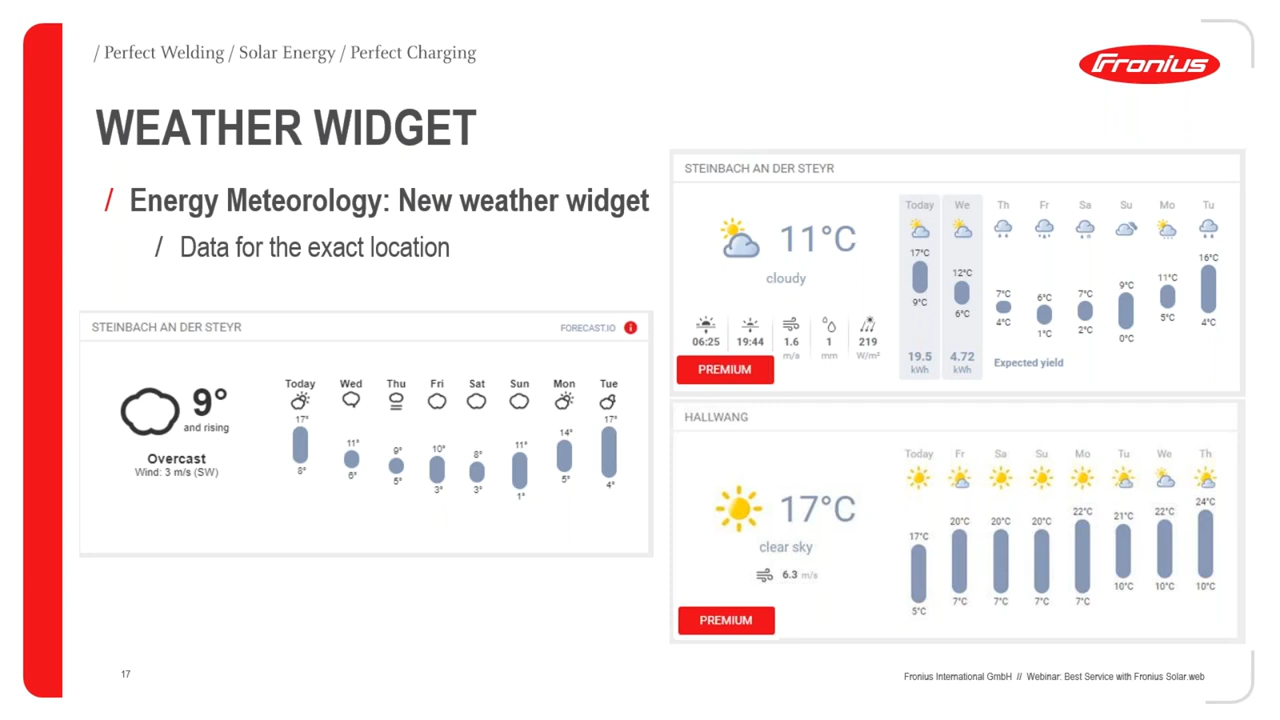 / Perfect Welding / Solar Energy / Perfect Charging
Fronius
WEATHER WIDGET
/ Energy Meteorology: New weather widget
/ Data for the exact location
STEINBACH AN DER STEYR FORECAST.IO i
9°
and rising
Overcast
Wind: 3 m/s (SW)
Today Wed Thu Fri Sat Sun Mon Tue
17° 11° 9° 10° 8° 11° 14° 17°
8° 6° 5° 3° 3° 1° 5° 4°
STEINBACH AN DER STEYR
11°C
cloudy
06:25 19:44 1.6 1 219
m/s mm W/m²
PREMIUM
Today We Th Fr Sa Su Mo Tu
17°C 12°C 7°C 6°C 7°C 9°C 11°C 16°C
9°C 6°C 4°C 1°C 2°C 0°C 5°C 4°C
19.5 4.72 Expected yield
kWh kWh
HALLWANG
17°C
clear sky
6.3 m/s
PREMIUM
Today Fr Sa Su Mo Tu We Th
17°C 20°C 20°C 20°C 22°C 21°C 22°C 24°C
5°C 7°C 7°C 7°C 7°C 10°C 10°C 10°C
17
Fronius International GmbH // Webinar: Best Service with Fronius Solar.web